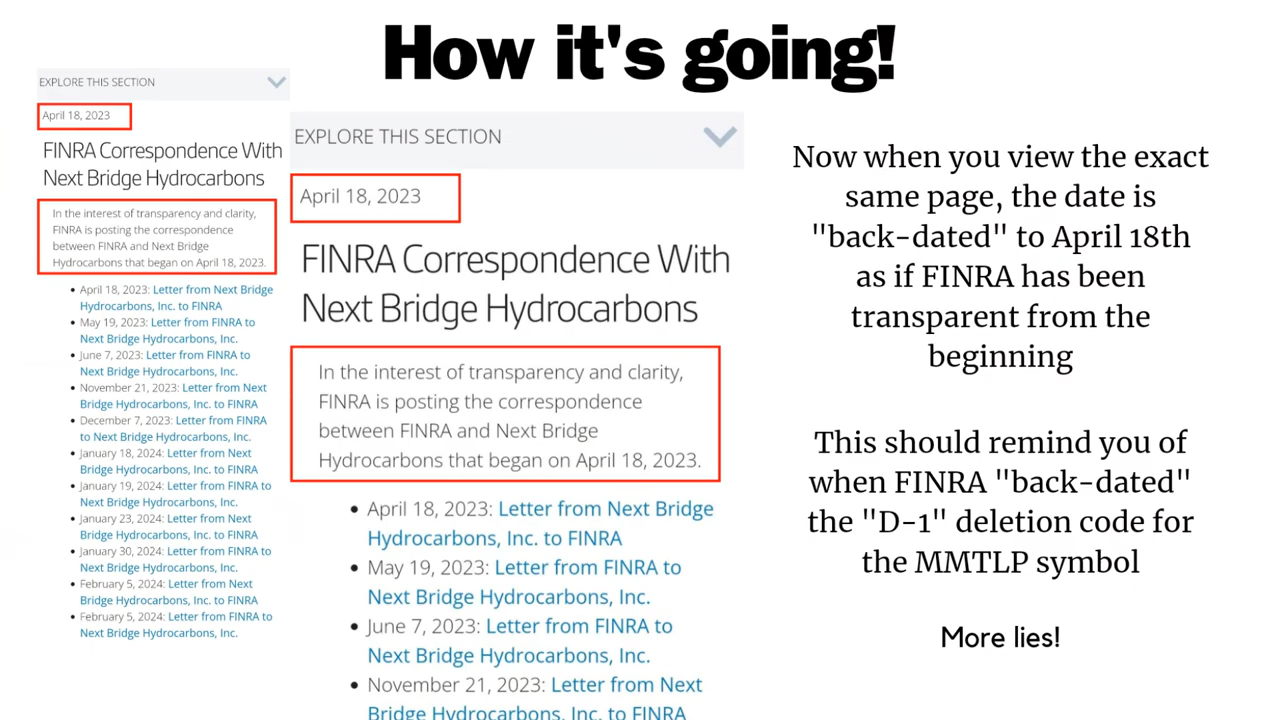 How it's going!
EXPLORE THIS SECTION
April 18, 2023
FINRA Correspondence With
Next Bridge Hydrocarbons
In the interest of transparency and clarity,
FINRA is posting the correspondence
between FINRA and Next Bridge
Hydrocarbons that began on April 18, 2023.
• April 18, 2023: Letter from Next Bridge
Hydrocarbons, Inc. to FINRA
• May 19, 2023: Letter from FINRA to
Next Bridge Hydrocarbons, Inc.
• June 7, 2023: Letter from FINRA to
Next Bridge Hydrocarbons, Inc.
• November 21, 2023: Letter from Next
Bridge Hydrocarbons, Inc. to FINRA
• December 7, 2023: Letter from FINRA
to Next Bridge Hydrocarbons, Inc.
• January 18, 2024: Letter from Next
Bridge Hydrocarbons, Inc. to FINRA
• January 19, 2024: Letter from FINRA to
Next Bridge Hydrocarbons, Inc.
• January 23, 2024: Letter from Next
Bridge Hydrocarbons, Inc. to FINRA
• January 30, 2024: Letter from FINRA to
Next Bridge Hydrocarbons, Inc.
• February 5, 2024: Letter from Next
Bridge Hydrocarbons, Inc. to FINRA
• February 5, 2024: Letter from FINRA to
Next Bridge Hydrocarbons, Inc.
EXPLORE THIS SECTION
April 18, 2023
FINRA Correspondence With
Next Bridge Hydrocarbons
In the interest of transparency and clarity,
FINRA is posting the correspondence
between FINRA and Next Bridge
Hydrocarbons that began on April 18, 2023.
• April 18, 2023: Letter from Next Bridge
Hydrocarbons, Inc. to FINRA
• May 19, 2023: Letter from FINRA to
Next Bridge Hydrocarbons, Inc.
• June 7, 2023: Letter from FINRA to
Next Bridge Hydrocarbons, Inc.
• November 21, 2023: Letter from Next
Bridge Hydrocarbons, Inc. to FINRA
Now when you view the exact
same page, the date is
"back-dated" to April 18th
as if FINRA has been
transparent from the
beginning
This should remind you of
when FINRA "back-dated"
the "D-1" deletion code for
the MMTLP symbol
More lies!